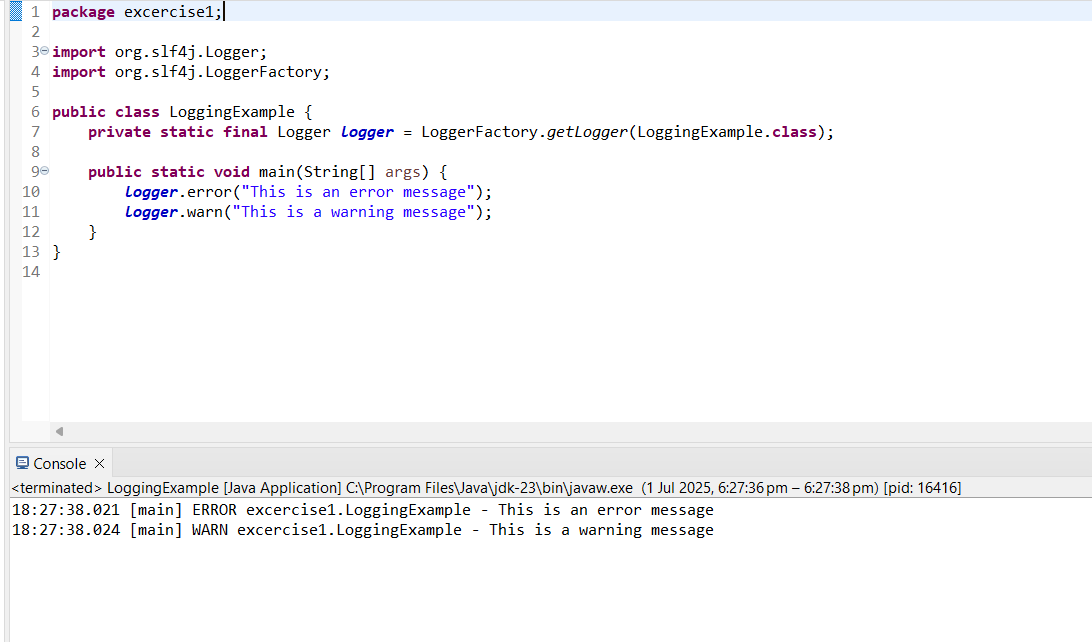 1 package excercise1;
2
3 import org.slf4j.Logger;
4 import org.slf4j.LoggerFactory;
5
6 public class LoggingExample {
7     private static final Logger logger = LoggerFactory.getLogger(LoggingExample.class);
8
9     public static void main(String[] args) {
10         logger.error("This is an error message");
11         logger.warn("This is a warning message");
12     }
13 }
14
Console
<terminated> LoggingExample [Java Application] C:\Program Files\Java\jdk-23\bin\javaw.exe (1 Jul 2025, 6:27:36 pm – 6:27:38 pm) [pid: 16416]
18:27:38.021 [main] ERROR excercise1.LoggingExample - This is an error message
18:27:38.024 [main] WARN excercise1.LoggingExample - This is a warning message